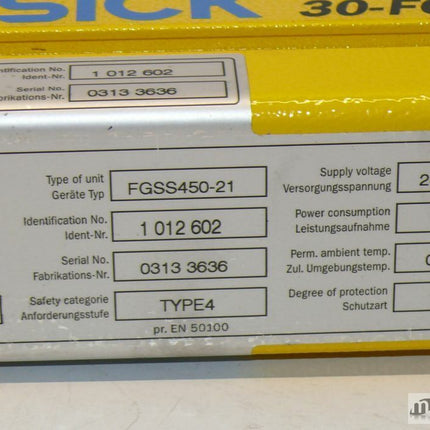 SICK 30-FG
Identification No. 1 012 602
Ident-Nr.
Serial No. 0313 3636
Fabrikations-Nr.
Type of unit FGSS450-21 Supply voltage 2
Geräte Typ Versorgungsspannung
Identification No. 1 012 602 Power consumption
Ident-Nr. Leistungsaufnahme
Serial No. 0313 3636 Perm. ambient temp. 0
Fabrikations-Nr. Zul. Umgebungstemp.
Safety categorie TYPE4 Degree of protection
Anforderungsstufe Schutzart
pr. EN 50100